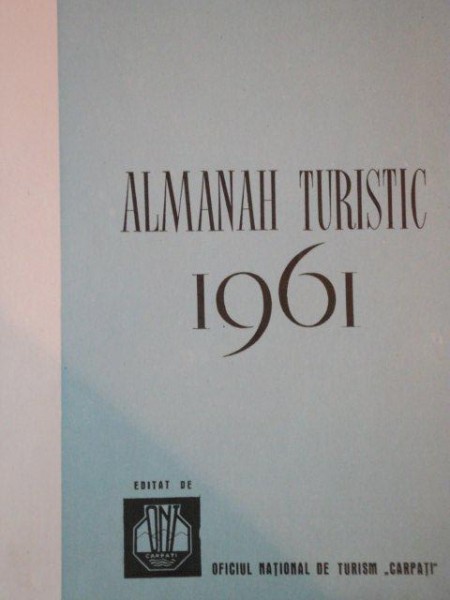 ALMANAH TURISTIC
1961
EDITAT DE
ONT
CARPAȚI
OFICIUL NAȚIONAL DE TURISM „CARPAȚI"